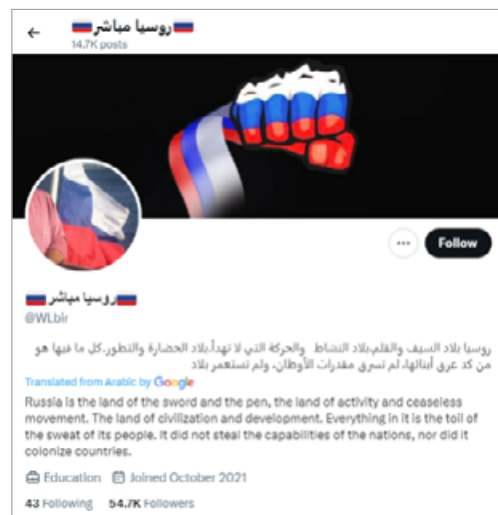 روسيا مباشر
14.7K posts
Follow
روسيا مباشر
@WLbir
روسيا بلاد السيف والقلم.بلاد النشاط والحركة التي لا تهدأ.بلاد الحضارة والتطور.كل ما فيها هو
من كد عرق أبنائها، لم تسرق مقدرات الأوطان، ولم تستعمر بلاد
Translated from Arabic by Google
Russia is the land of the sword and the pen, the land of activity and ceaseless
movement. The land of civilization and development. Everything in it is the toil of
the sweat of its people. It did not steal the capabilities of the nations, nor did it
colonize countries.
Education Joined October 2021
43 Following 54.7K Followers